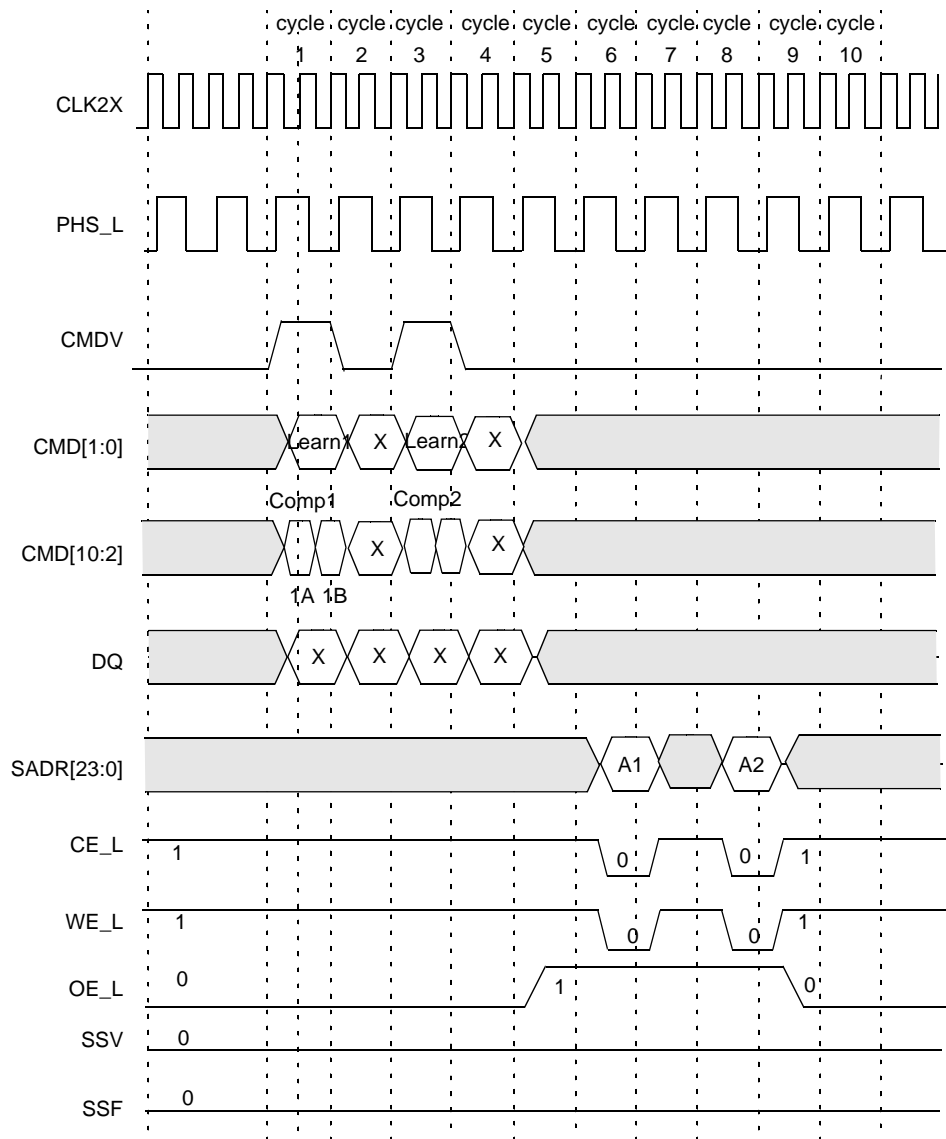 cycle cycle cycle cycle cycle cycle cycle cycle cycle cycle
1 2 3 4 5 6 7 8 9 10
CLK2X
PHS_L
CMDV
CMD[1:0] Learn1 X Learn2 X
Comp1 Comp2
CMD[10:2] X X
1A 1B
DQ X X X X
SADR[23:0] A1 A2
CE_L 1 0 0 1
WE_L 1 0 0 1
OE_L 0 1 0
SSV 0
SSF 0